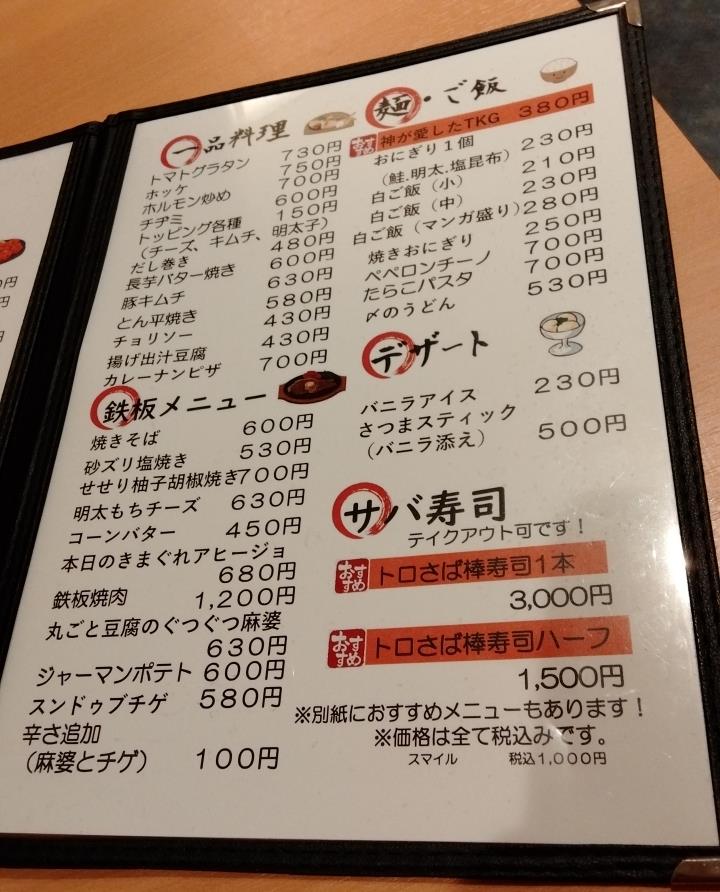 一品料理
トマトグラタン 730円
ホッケ 750円
ホルモン炒め 700円
チヂミ 600円
トッピング各種 150円
（チーズ、キムチ、明太子）
だし巻き 480円
長芋バター焼き 600円
豚キムチ 630円
とん平焼き 580円
チョリソー 430円
揚げ出汁豆腐 430円
カレーナンピザ 700円
鉄板メニュー
焼きそば 600円
砂ズリ塩焼き 530円
せせり柚子胡椒焼き700円
明太もちチーズ 630円
コーンバター 450円
本日のきまぐれアヒージョ
680円
鉄板焼肉 1,200円
丸ごと豆腐のぐつぐつ麻婆
630円
ジャーマンポテト 600円
スンドゥブチゲ 580円
辛さ追加
（麻婆とチゲ） 100円
麺・ご飯
おすすめ 神が愛したTKG 380円
おにぎり1個 230円
（鮭.明太.塩昆布）
白ご飯（小） 210円
白ご飯（中） 230円
白ご飯（マンガ盛り）280円
焼きおにぎり 250円
ペペロンチーノ 700円
たらこパスタ 700円
〆のうどん 530円
デザート
バニラアイス 230円
さつまスティック
（バニラ添え） 500円
サバ寿司
テイクアウト可です！
おすすめ トロさば棒寿司1本
3,000円
おすすめ トロさば棒寿司ハーフ
1,500円
※別紙におすすめメニューもあります！
※価格は全て税込みです。
スマイル 税込1,000円